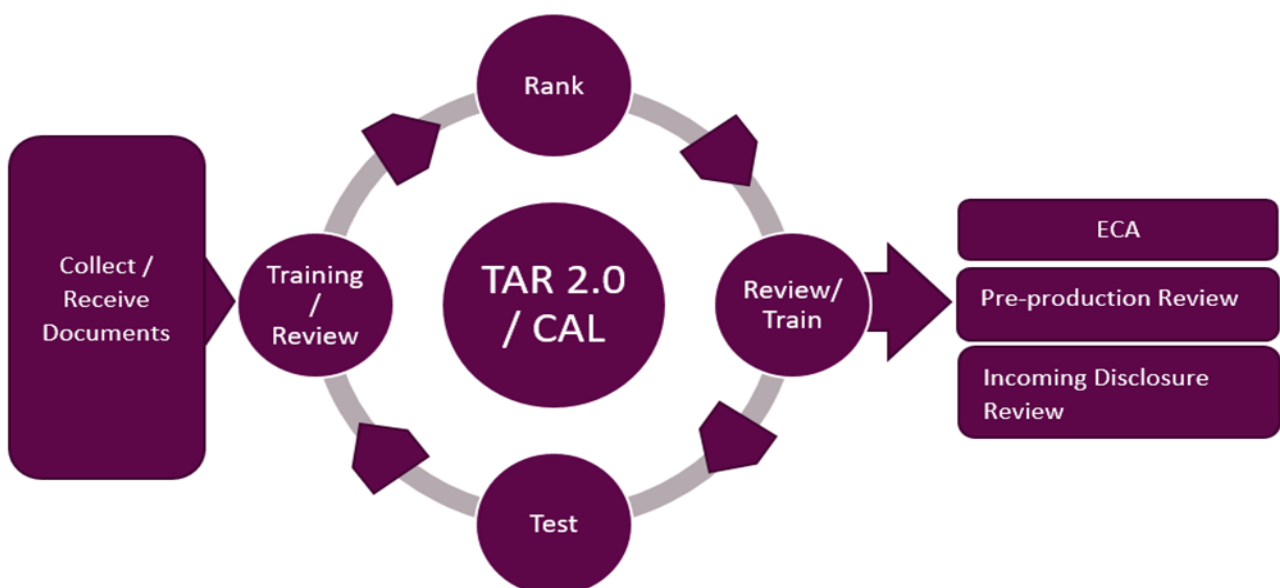 Rank
Collect /
Receive
Documents
Training
/
Review
TAR 2.0
/ CAL
Review/
Train
Test
ECA
Pre-production Review
Incoming Disclosure
Review